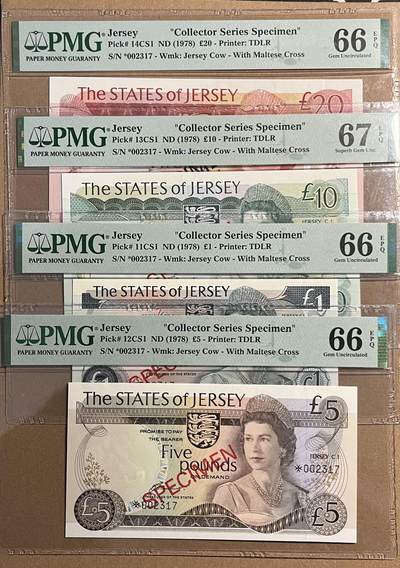 PMG Jersey "Collector Series Specimen" 66 EPQ
PAPER MONEY GUARANTY Pick# 14CS1 ND (1978) £20 - Printer: TDLR Gem Uncirculated
S/N *002317 - Wmk: Jersey Cow - With Maltese Cross
The STATES of JERSEY £20
PMG Jersey "Collector Series Specimen" 67 EPQ
PAPER MONEY GUARANTY Pick# 13CS1 ND (1978) £10 - Printer: TDLR Superb Gem Unc
S/N *002317 - Wmk: Jersey Cow - With Maltese Cross
The STATES of JERSEY £10
JERSEY C 1
PMG Jersey "Collector Series Specimen" 66 EPQ
PAPER MONEY GUARANTY Pick# 11CS1 ND (1978) £1 - Printer: TDLR Gem Uncirculated
S/N *002317 - Wmk: Jersey Cow - With Maltese Cross
The STATES of JERSEY £1
PMG Jersey "Collector Series Specimen" 66 EPQ
PAPER MONEY GUARANTY Pick# 12CS1 ND (1978) £5 - Printer: TDLR Gem Uncirculated
S/N *002317 - Wmk: Jersey Cow - With Maltese Cross
The STATES of JERSEY £5
PROMISE TO PAY
THE BEARER
JERSEY C 1
Five
pounds
*002317
ON DEMAND
SPECIMEN
*002317
£5
£5